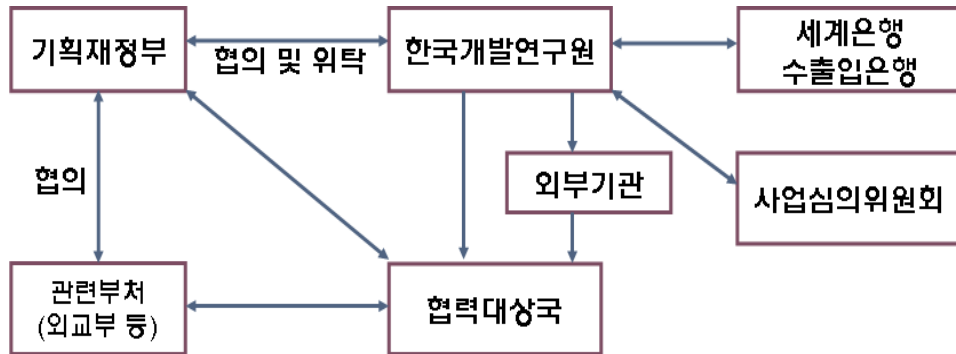 기획재정부
협의 및 위탁
한국개발연구원
세계은행
수출입은행
협의
외부기관
사업심의위원회
관련부처
(외교부 등)
협력대상국